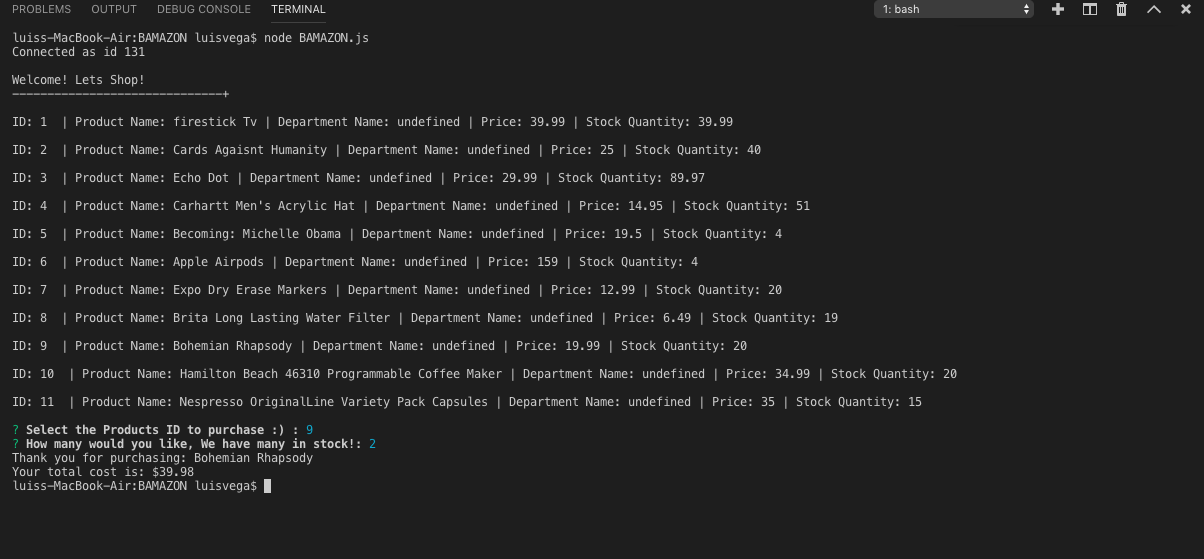 PROBLEMS OUTPUT DEBUG CONSOLE TERMINAL 1: bash
luiss-MacBook-Air:BAMAZON luisvega$ node BAMAZON.js
Connected as id 131
Welcome! Lets Shop!
------------------------------+
ID: 1  | Product Name: firestick Tv | Department Name: undefined | Price: 39.99 | Stock Quantity: 39.99
ID: 2  | Product Name: Cards Agaisnt Humanity | Department Name: undefined | Price: 25 | Stock Quantity: 40
ID: 3  | Product Name: Echo Dot | Department Name: undefined | Price: 29.99 | Stock Quantity: 89.97
ID: 4  | Product Name: Carhartt Men's Acrylic Hat | Department Name: undefined | Price: 14.95 | Stock Quantity: 51
ID: 5  | Product Name: Becoming: Michelle Obama | Department Name: undefined | Price: 19.5 | Stock Quantity: 4
ID: 6  | Product Name: Apple Airpods | Department Name: undefined | Price: 159 | Stock Quantity: 4
ID: 7  | Product Name: Expo Dry Erase Markers | Department Name: undefined | Price: 12.99 | Stock Quantity: 20
ID: 8  | Product Name: Brita Long Lasting Water Filter | Department Name: undefined | Price: 6.49 | Stock Quantity: 19
ID: 9  | Product Name: Bohemian Rhapsody | Department Name: undefined | Price: 19.99 | Stock Quantity: 20
ID: 10  | Product Name: Hamilton Beach 46310 Programmable Coffee Maker | Department Name: undefined | Price: 34.99 | Stock Quantity: 20
ID: 11  | Product Name: Nespresso OriginalLine Variety Pack Capsules | Department Name: undefined | Price: 35 | Stock Quantity: 15
? Select the Products ID to purchase :) : 9
? How many would you like, We have many in stock!: 2
Thank you for purchasing: Bohemian Rhapsody
Your total cost is: $39.98
luiss-MacBook-Air:BAMAZON luisvega$